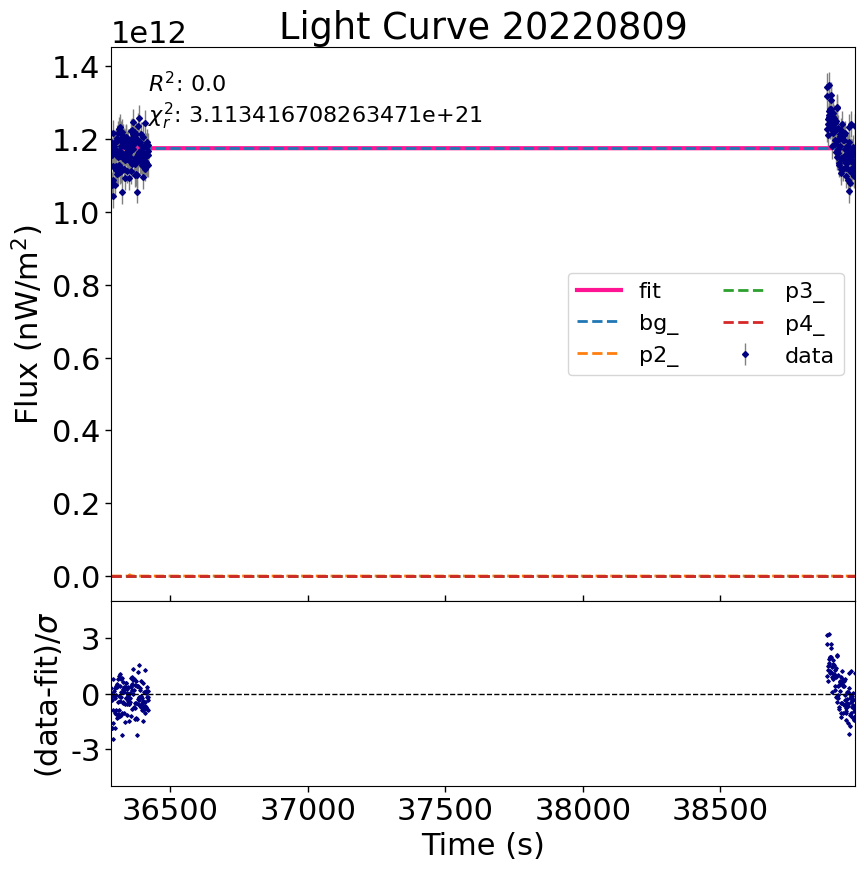 Light Curve 20220809
1e12
R²: 0.0
χ²ᵣ: 3.113416708263471e+21
1.4
1.2
1.0
0.8
0.6
0.4
0.2
0.0
Flux (nW/m²)
fit
bg_
p2_
p3_
p4_
data
3
0
-3
(data-fit)/σ
36500 37000 37500 38000 38500
Time (s)